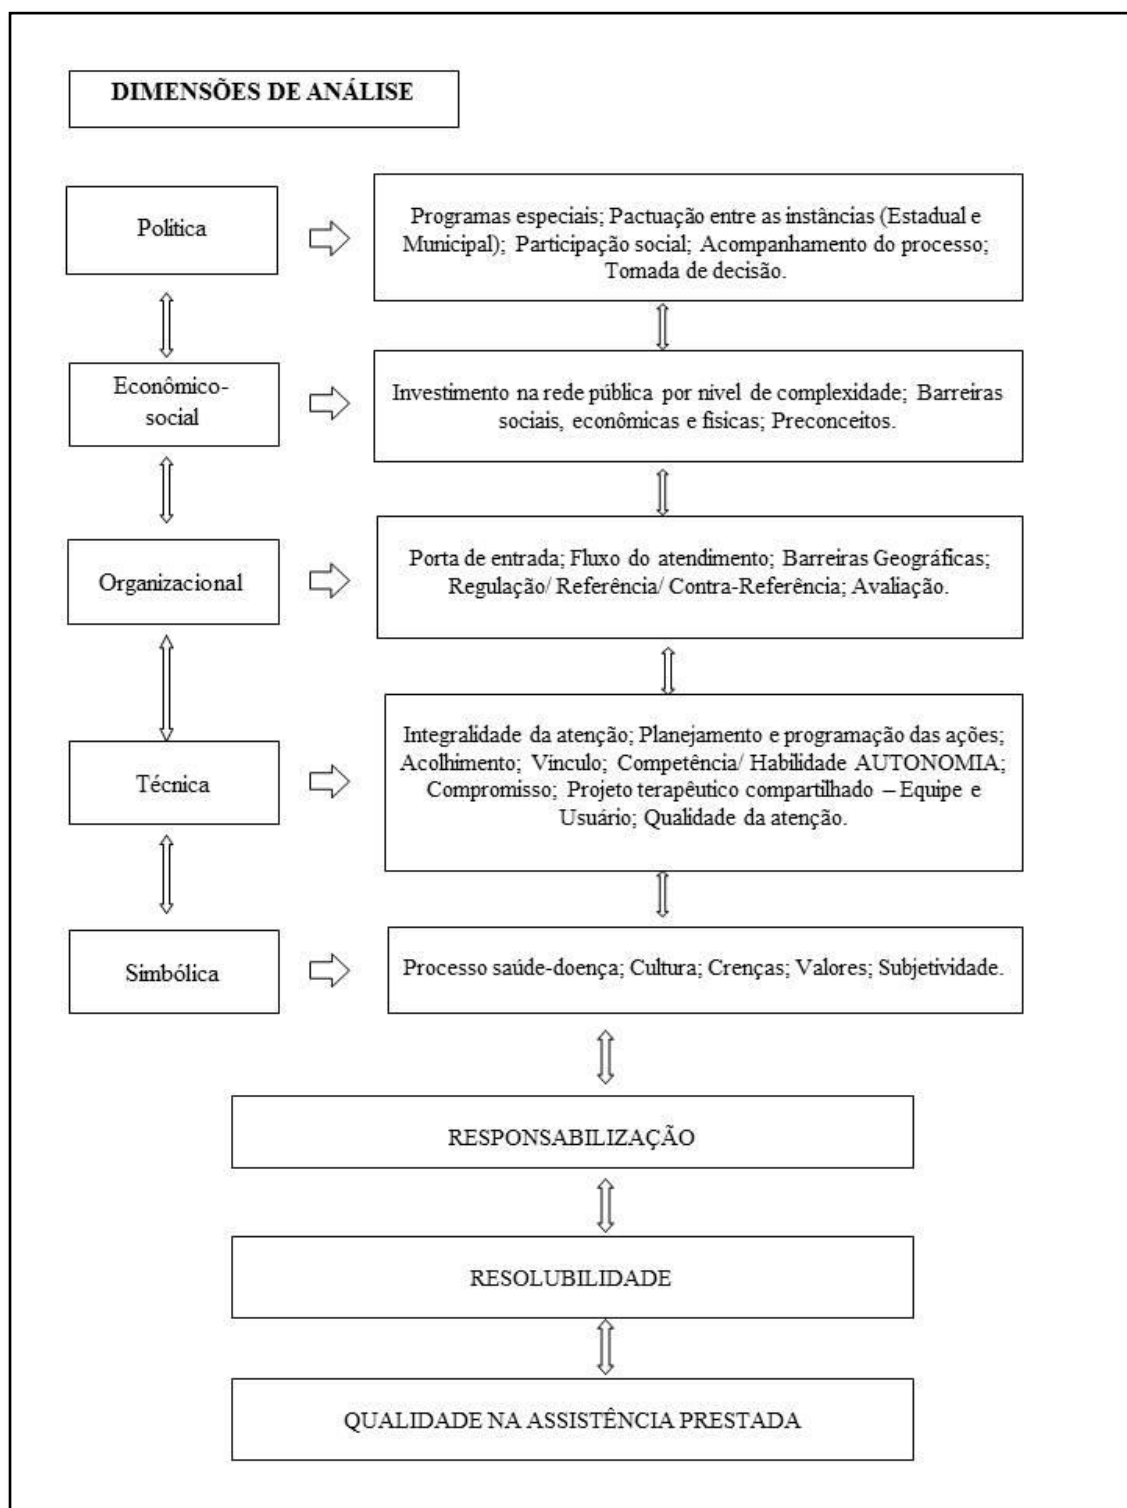 DIMENSÕES DE ANÁLISE
Política
Programas especiais; Pactuação entre as instâncias (Estadual e
Municipal); Participação social; Acompanhamento do processo;
Tomada de decisão.
Econômico-
social
Investimento na rede pública por nível de complexidade; Barreiras
sociais, econômicas e físicas; Preconceitos.
Organizacional
Porta de entrada; Fluxo do atendimento; Barreiras Geográficas;
Regulação/ Referência/ Contra-Referência; Avaliação.
Técnica
Integralidade da atenção; Planejamento e programação das ações;
Acolhimento; Vínculo; Competência/ Habilidade AUTONOMIA;
Compromisso; Projeto terapêutico compartilhado – Equipe e
Usuário; Qualidade da atenção.
Simbólica
Processo saúde-doença; Cultura; Crenças; Valores; Subjetividade.
RESPONSABILIZAÇÃO
RESOLUBILIDADE
QUALIDADE NA ASSISTÊNCIA PRESTADA